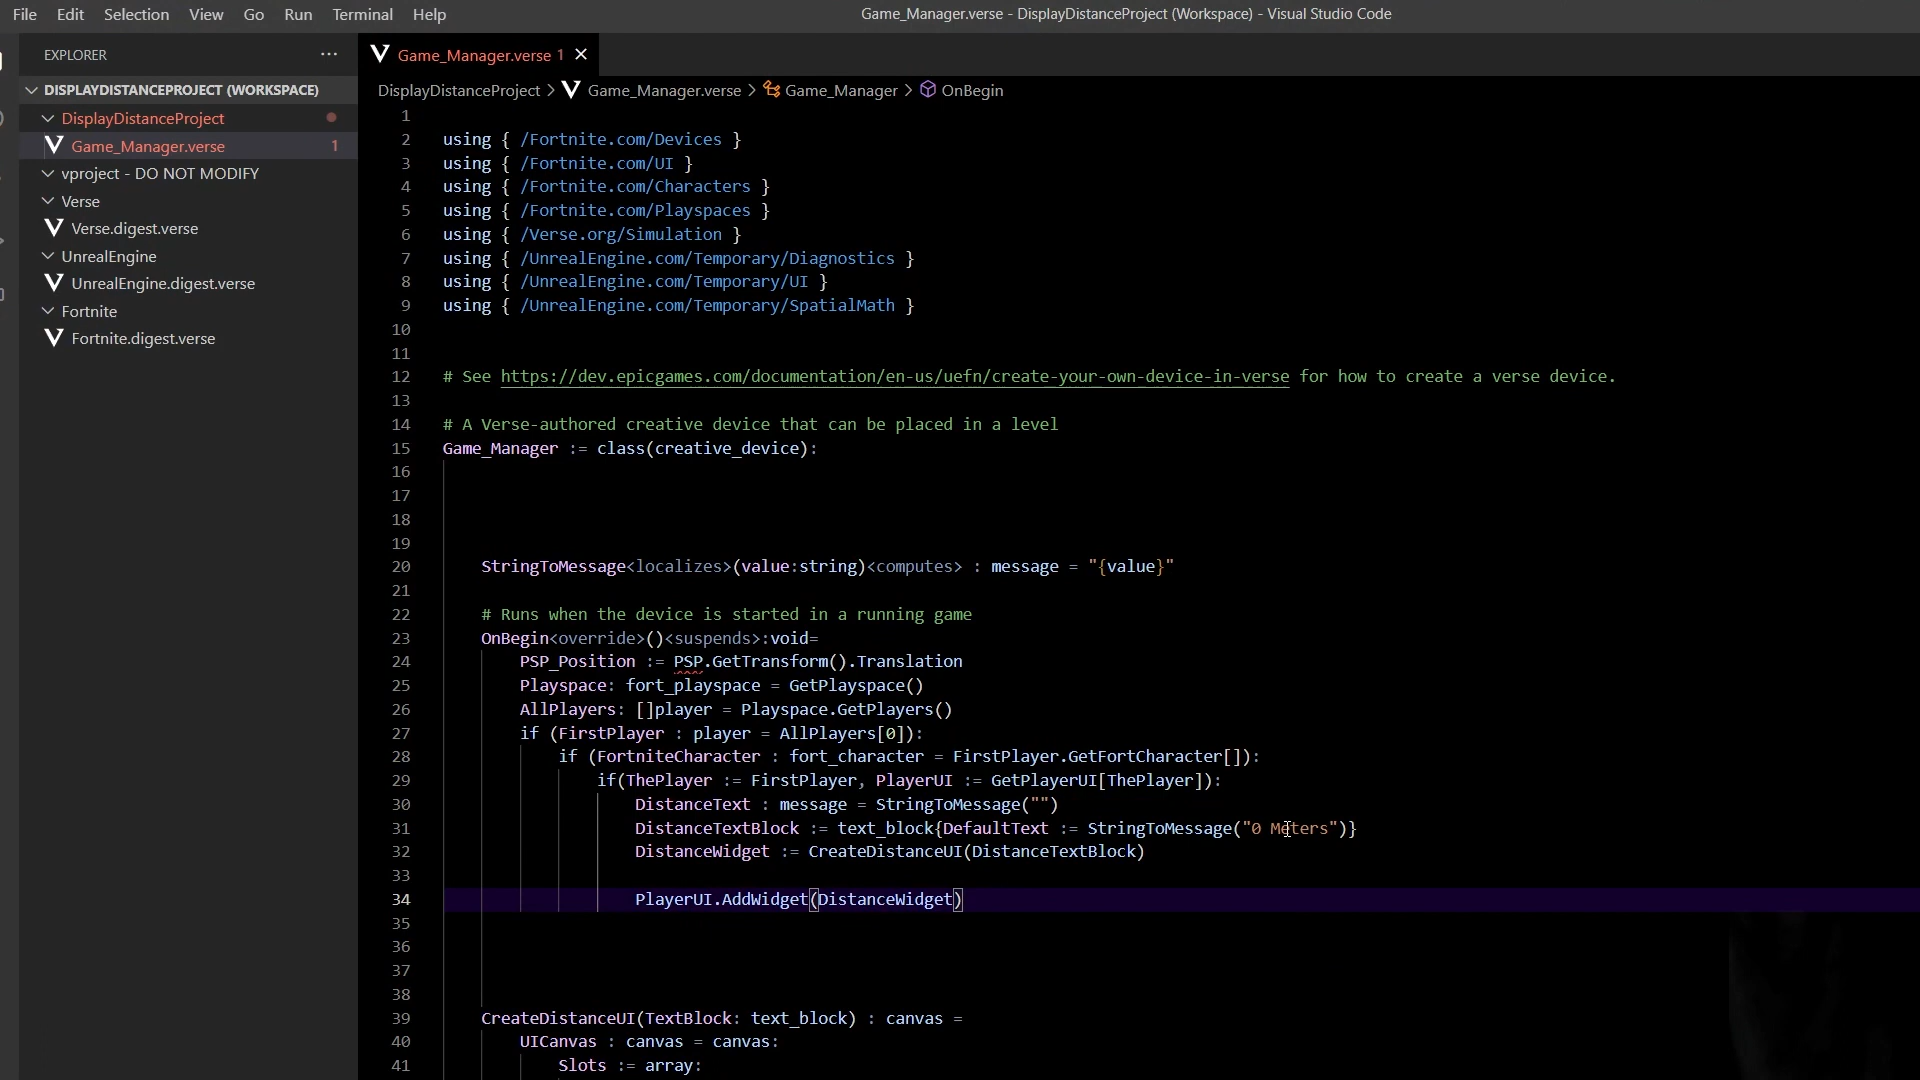 File Edit Selection View Go Run Terminal Help
Game_Manager.verse - DisplayDistanceProject (Workspace) - Visual Studio Code
EXPLORER ...
DISPLAYDISTANCEPROJECT (WORKSPACE)
DisplayDistanceProject
Game_Manager.verse 1
vproject - DO NOT MODIFY
Verse
Verse.digest.verse
UnrealEngine
UnrealEngine.digest.verse
Fortnite
Fortnite.digest.verse
Game_Manager.verse 1
DisplayDistanceProject > Game_Manager.verse > Game_Manager > OnBegin
1
2 using { /Fortnite.com/Devices }
3 using { /Fortnite.com/UI }
4 using { /Fortnite.com/Characters }
5 using { /Fortnite.com/Playspaces }
6 using { /Verse.org/Simulation }
7 using { /UnrealEngine.com/Temporary/Diagnostics }
8 using { /UnrealEngine.com/Temporary/UI }
9 using { /UnrealEngine.com/Temporary/SpatialMath }
10
11
12 # See https://dev.epicgames.com/documentation/en-us/uefn/create-your-own-device-in-verse for how to create a verse device.
13
14 # A Verse-authored creative device that can be placed in a level
15 Game_Manager := class(creative_device):
16
17
18
19
20 StringToMessage<localizes>(value:string)<computes> : message = "{value}"
21
22 # Runs when the device is started in a running game
23 OnBegin<override>()<suspends>:void=
24 PSP_Position := PSP.GetTransform().Translation
25 Playspace: fort_playspace = GetPlayspace()
26 AllPlayers: []player = Playspace.GetPlayers()
27 if (FirstPlayer : player = AllPlayers[0]):
28 if (FortniteCharacter : fort_character = FirstPlayer.GetFortCharacter[]):
29 if(ThePlayer := FirstPlayer, PlayerUI := GetPlayerUI[ThePlayer]):
30 DistanceText : message = StringToMessage("")
31 DistanceTextBlock := text_block{DefaultText := StringToMessage("0 Meters")}
32 DistanceWidget := CreateDistanceUI(DistanceTextBlock)
33
34 PlayerUI.AddWidget(DistanceWidget)
35
36
37
38
39 CreateDistanceUI(TextBlock: text_block) : canvas =
40 UICanvas : canvas = canvas:
41 Slots := array: